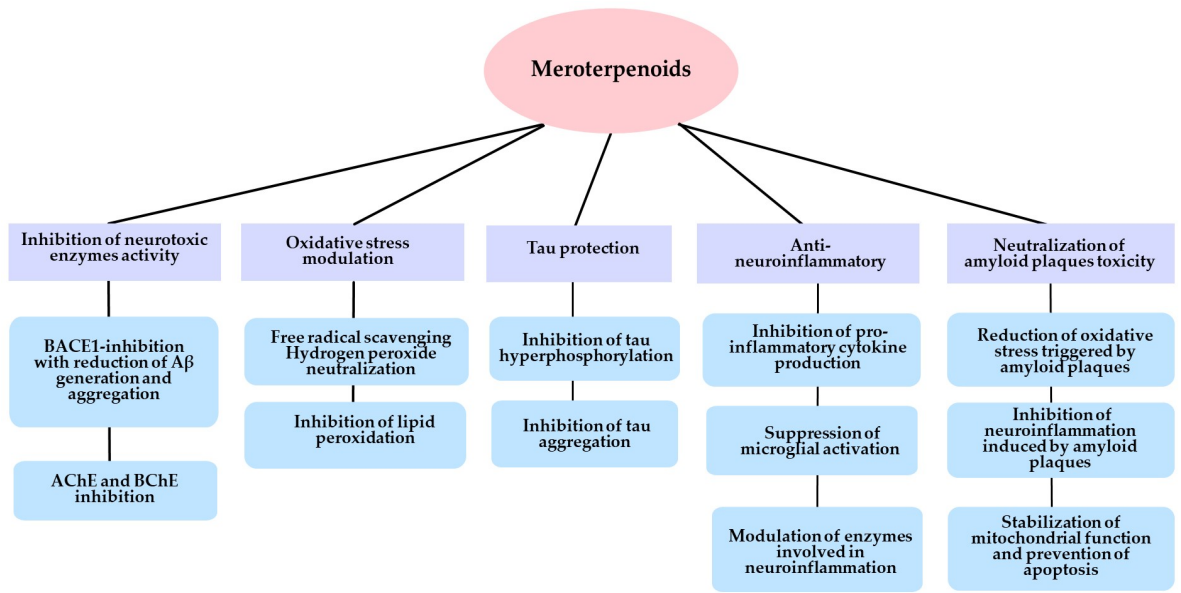 Meroterpenoids
Inhibition of neurotoxic
enzymes activity
Oxidative stress
modulation
Tau protection
Anti-
neuroinflammatory
Neutralization of
amyloid plaques toxicity
BACE1-inhibition
with reduction of Aβ
generation and
aggregation
AChE and BChE
inhibition
Free radical scavenging
Hydrogen peroxide
neutralization
Inhibition of lipid
peroxidation
Inhibition of tau
hyperphosphorylation
Inhibition of tau
aggregation
Inhibition of pro-
inflammatory cytokine
production
Suppression of
microglial activation
Modulation of enzymes
involved in
neuroinflammation
Reduction of oxidative
stress triggered by
amyloid plaques
Inhibition of
neuroinflammation
induced by amyloid
plaques
Stabilization of
mitochondrial function
and prevention of
apoptosis